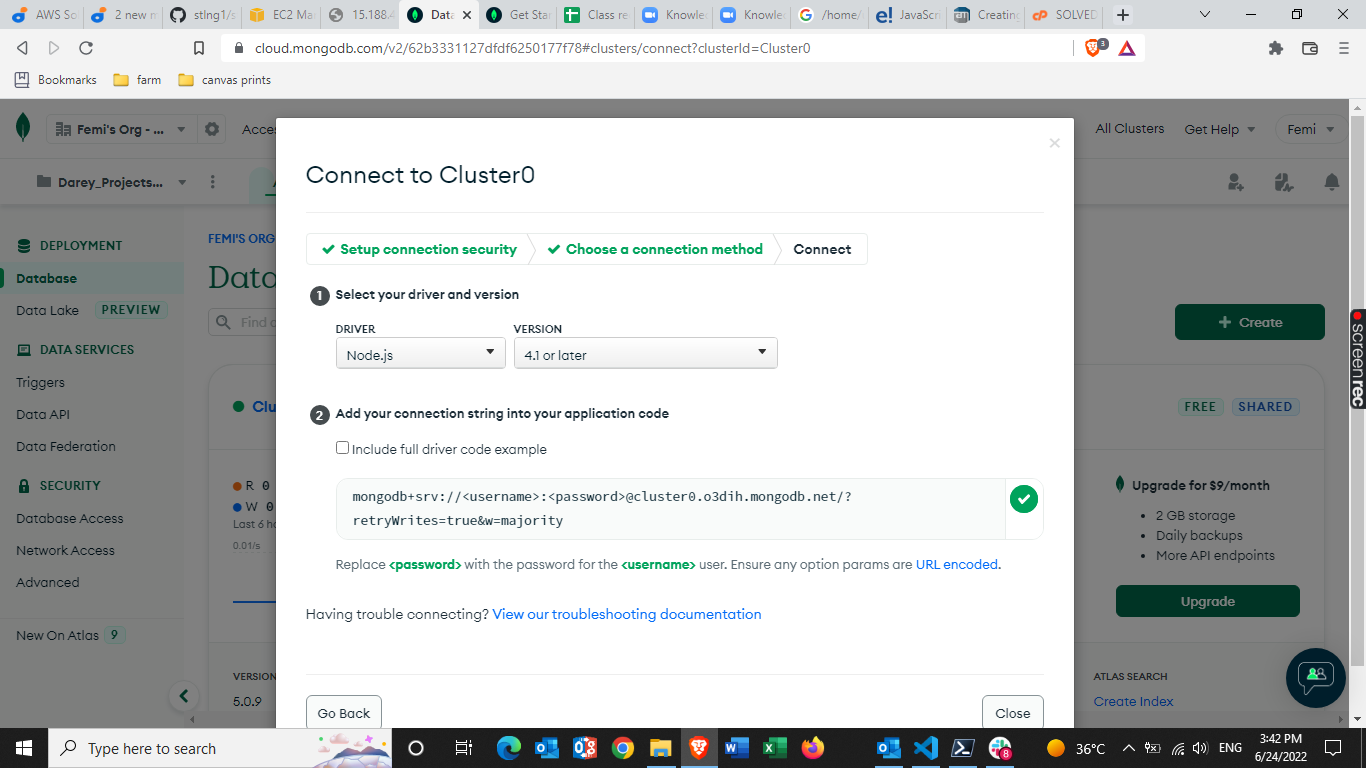 AWS So
2 new m
stlng1/s
EC2 Ma
15.188.4
Data
Get Sta
Class re
Knowle
Knowle
/home/
JavaScri
Creating
SOLVED
cloud.mongodb.com/v2/62b3331127dfdf6250177f78#clusters/connect?clusterId=Cluster0
3
Bookmarks
farm
canvas prints
Femi's Org - ...
Acce
All Clusters
Get Help
Femi
Darey_Projects...
Connect to Cluster0
Setup connection security
Choose a connection method
Connect
DEPLOYMENT
Database
Data Lake
PREVIEW
DATA SERVICES
Triggers
Data API
Data Federation
SECURITY
Database Access
Network Access
Advanced
New On Atlas
9
FEMI'S ORG
Data
Find
Create
1 Select your driver and version
DRIVER
VERSION
Node.js
4.1 or later
2 Add your connection string into your application code
Include full driver code example
mongodb+srv://<username>:<password>@cluster0.o3dih.mongodb.net/?
retryWrites=true&w=majority
Replace <password> with the password for the <username> user. Ensure any option params are URL encoded.
Having trouble connecting? View our troubleshooting documentation
Go Back
Close
Clu
FREE
SHARED
R 0
W 0
Last 6 ho
0.01/s
Upgrade for $9/month
2 GB storage
Daily backups
More API endpoints
Upgrade
VERSION
5.0.9
ATLAS SEARCH
Create Index
Screenrec
Type here to search
8
36°C
ENG
3:42 PM
6/24/2022